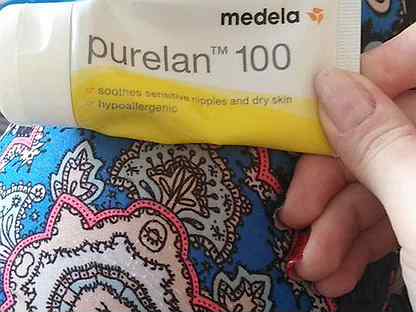 medela
purelan™ 100
soothes sensitive nipples and dry skin
hypoallergenic